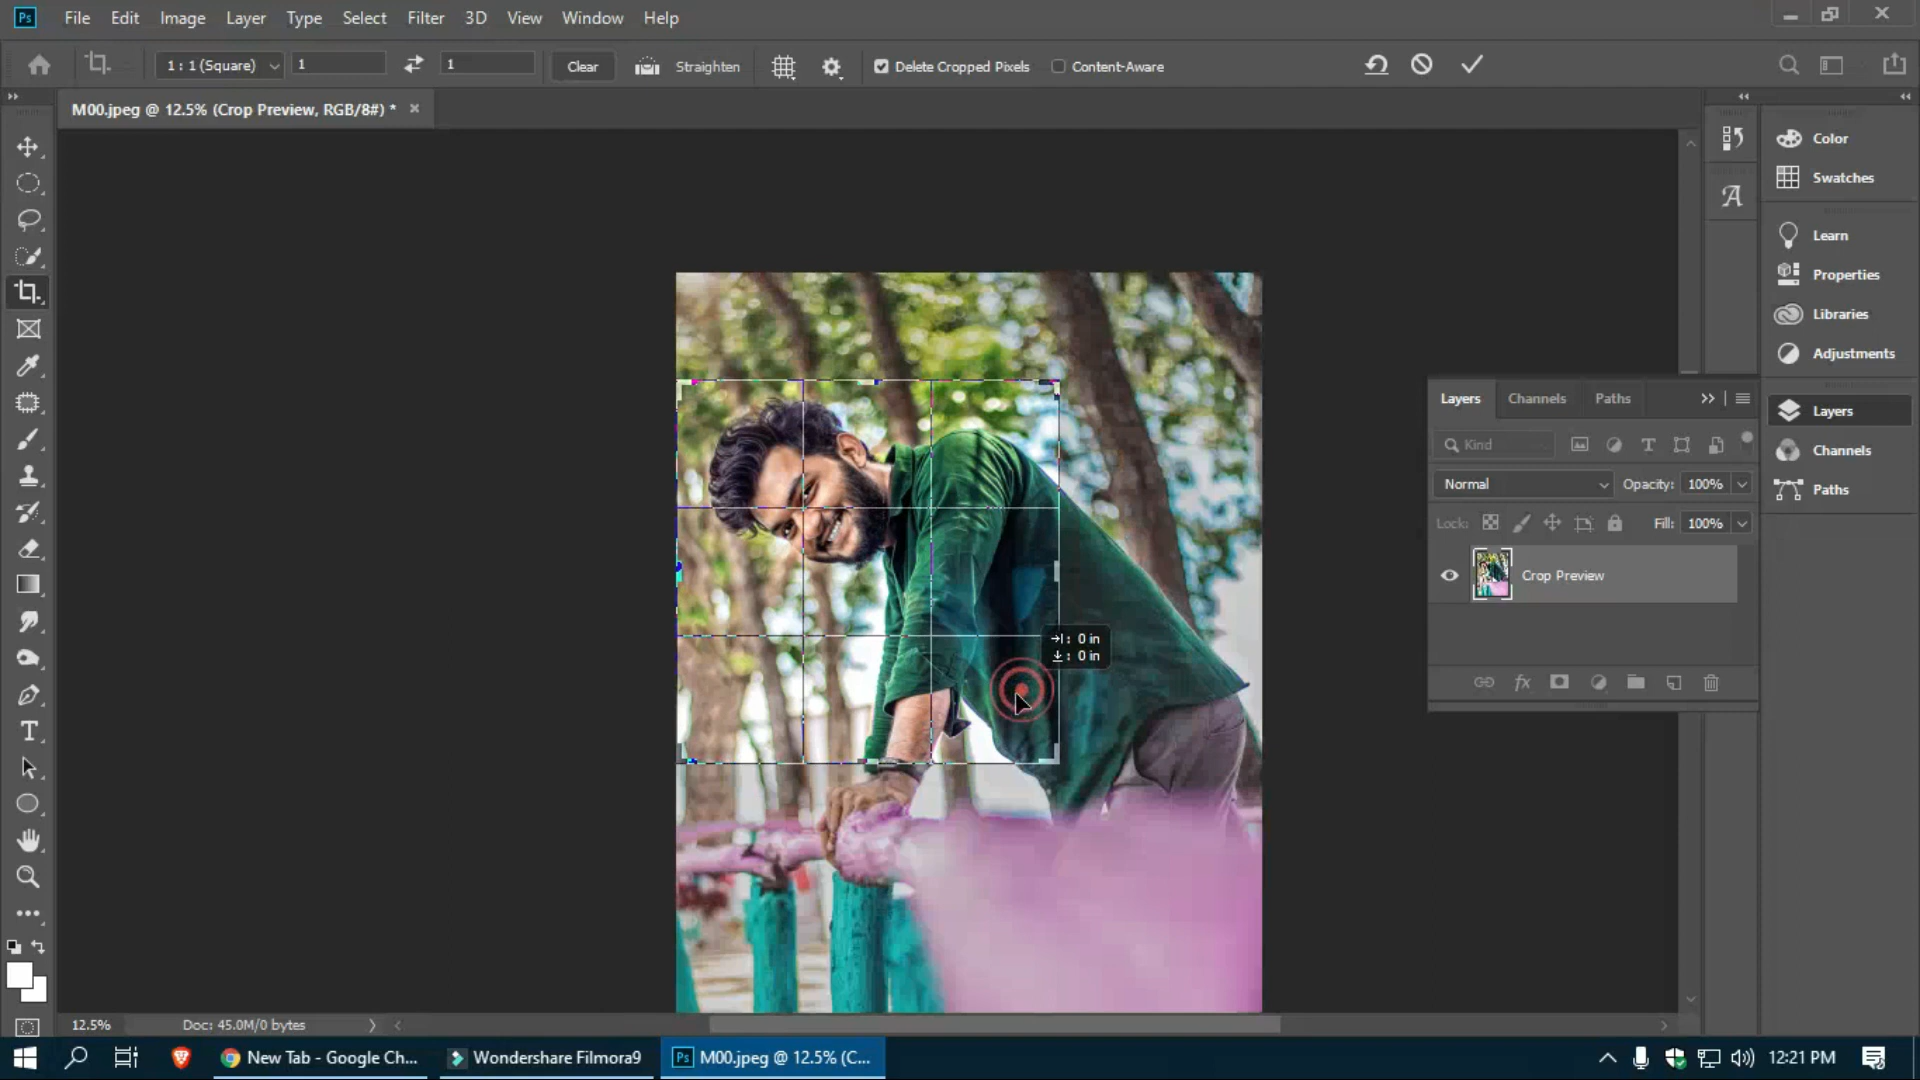 Ps File Edit Image Layer Type Select Filter 3D View Window Help
1 : 1 (Square) 1 1 Clear Straighten Delete Cropped Pixels Content-Aware
M00.jpeg @ 12.5% (Crop Preview, RGB/8#) * ×
Color
Swatches
Learn
Properties
Libraries
Adjustments
Layers
Channels
Paths
Layers Channels Paths
Kind
Normal Opacity: 100%
Lock: Fill: 100%
Crop Preview
: 0 in
: 0 in
12.5% Doc: 45.0M/0 bytes
New Tab - Google Ch... Wondershare Filmora9 Ps M00.jpeg @ 12.5% (C... 12:21 PM